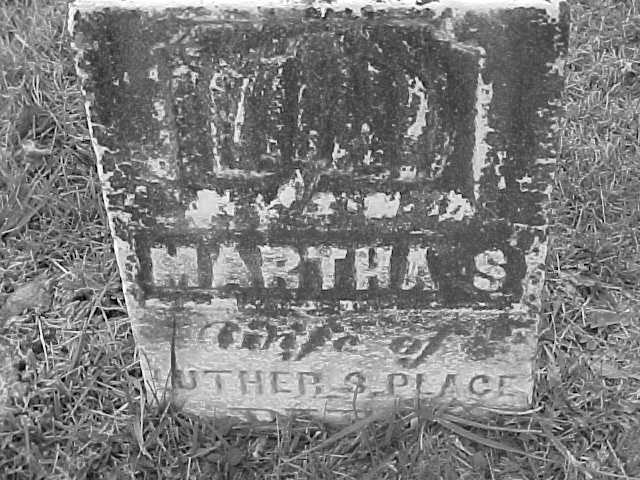 MARTHA S.
Wife of
LUTHER S. PLACE